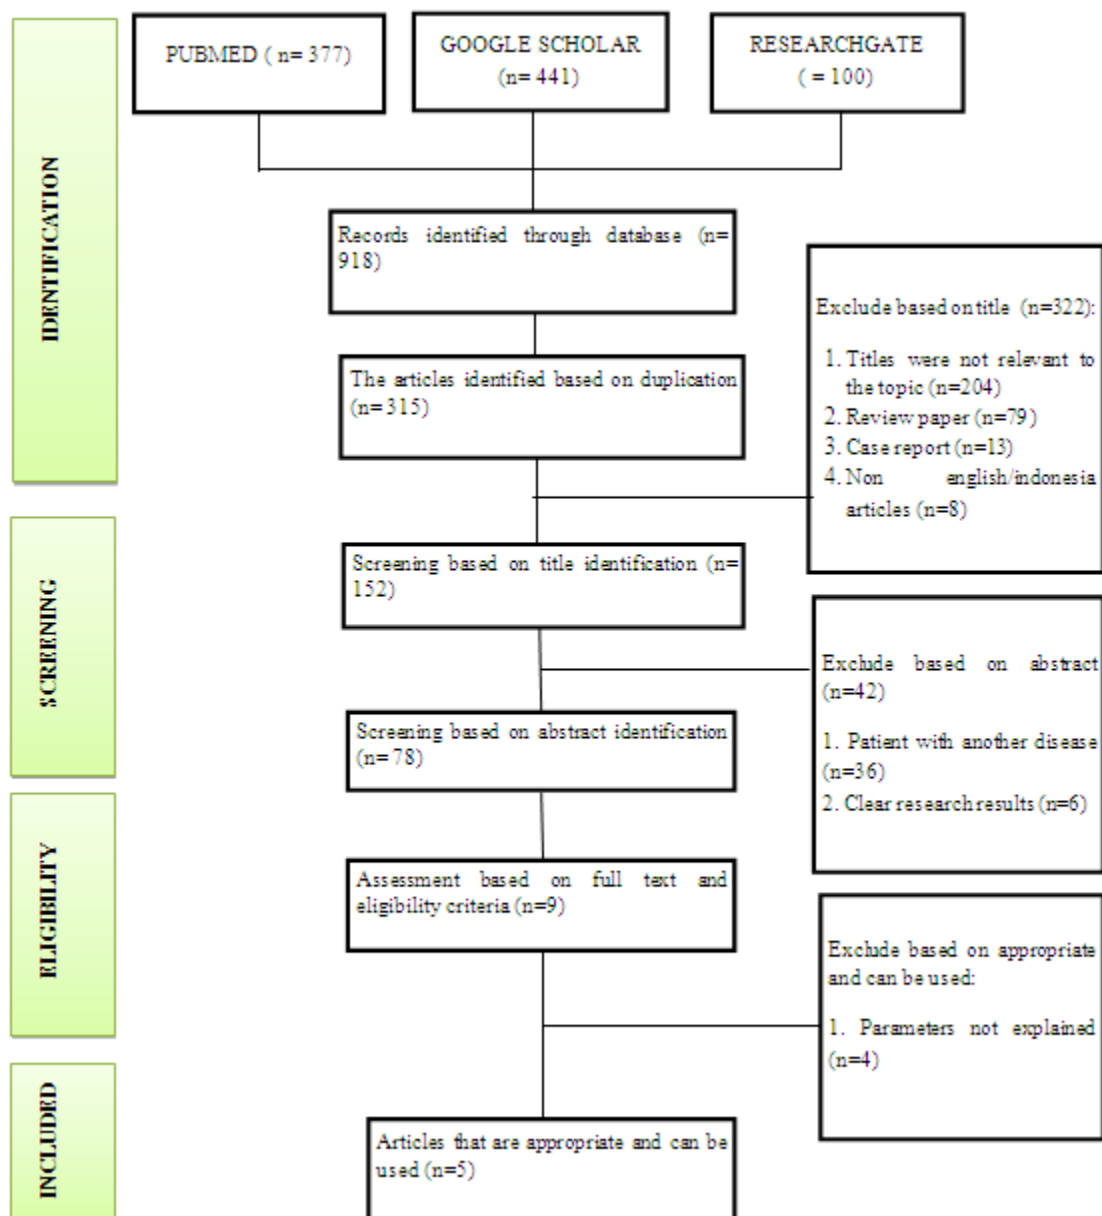 PUBMED ( n= 377)
GOOGLE SCHOLAR
(n= 441)
RESEARCHGATE
( = 100)
IDENTIFICATION
Records identified through database (n=
918)
Exclude based on title (n=322):
1. Titles were not relevant to
the topic (n=204)
2. Review paper (n=79)
3. Case report (n=13)
4. Non english/indonesia
articles (n=8)
The articles identified based on duplication
(n= 315)
SCREENING
Screening based on title identification (n=
152)
Exclude based on abstract
(n=42)
1. Patient with another disease
(n=36)
2. Clear research results (n=6)
Screening based on abstract identification
(n= 78)
ELIGIBILITY
Assessment based on full text and
eligibility criteria (n=9)
Exclude based on appropriate
and can be used:
1. Parameters not explained
(n=4)
INCLUDED
Articles that are appropriate and can be
used (n=5)